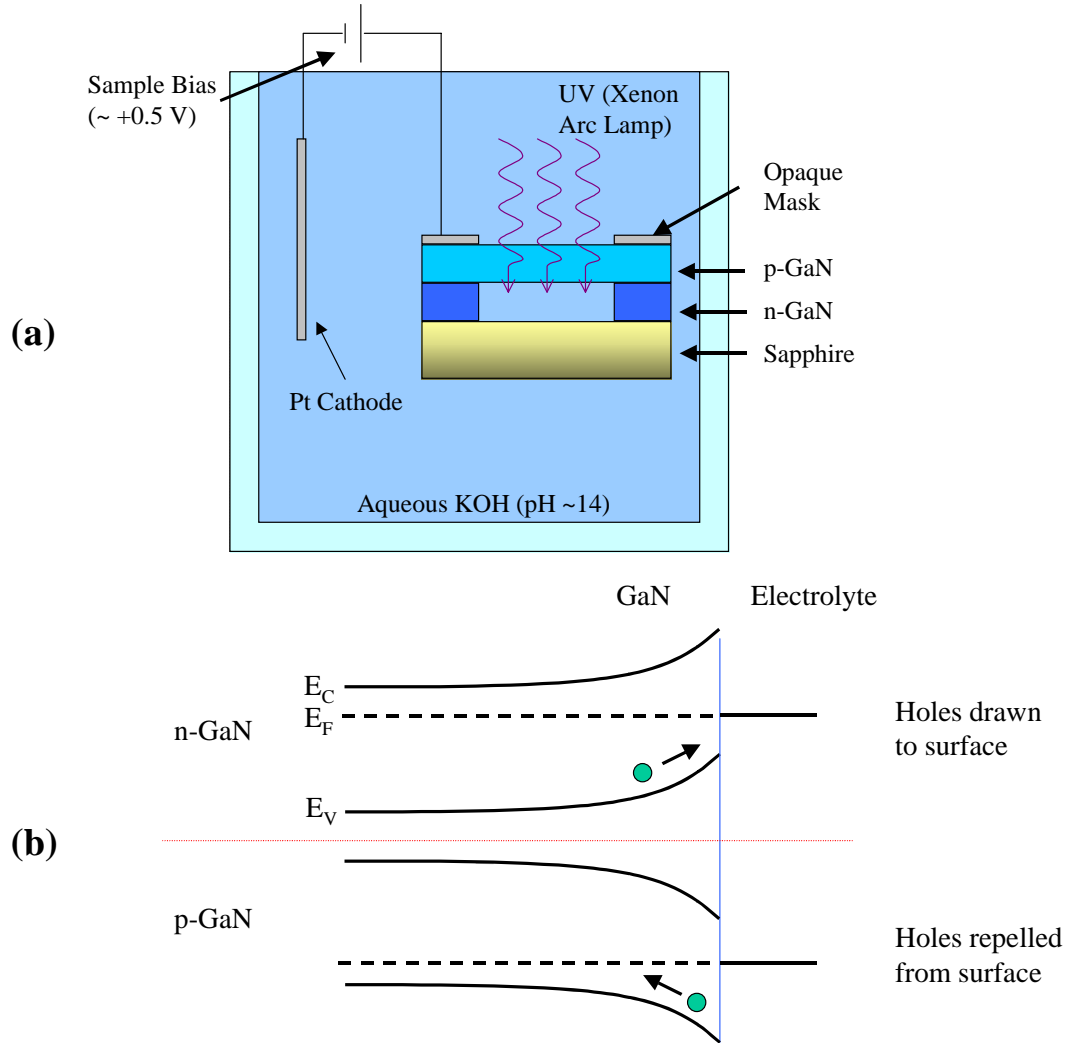 Sample Bias
(~ +0.5 V)
UV (Xenon
Arc Lamp)
Opaque
Mask
p-GaN
n-GaN
(a)
Sapphire
Pt Cathode
Aqueous KOH (pH ~14)
GaN
Electrolyte
E_C
E_F
n-GaN
Holes drawn
to surface
E_V
(b)
p-GaN
Holes repelled
from surface